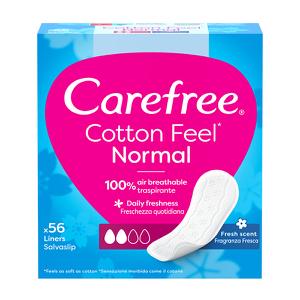 Carefree®
Cotton Feel*
Normal
100% air breathable
traspirante
Daily freshness
Freschezza quotidiana
x56
Liners
Salvaslip
Fresh scent
Fragranza Fresca
*Feels as soft as cotton *Sensazione morbida come il cotone